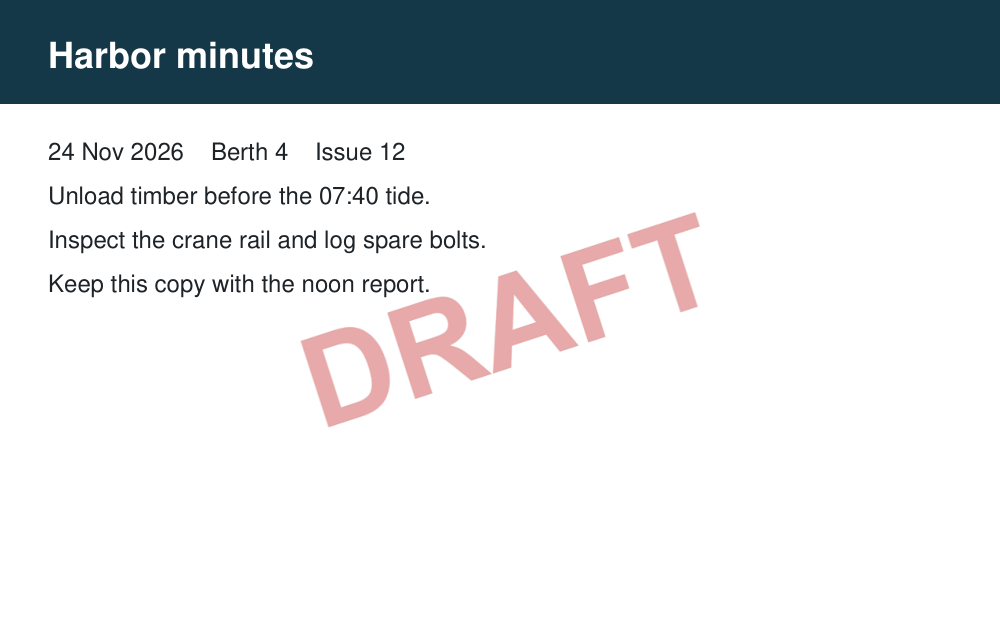 Harbor minutes
24 Nov 2026 Berth 4 Issue 12
Unload timber before the 07:40 tide.
Inspect the crane rail and log spare bolts.
Keep this copy with the noon report.
DRAFT